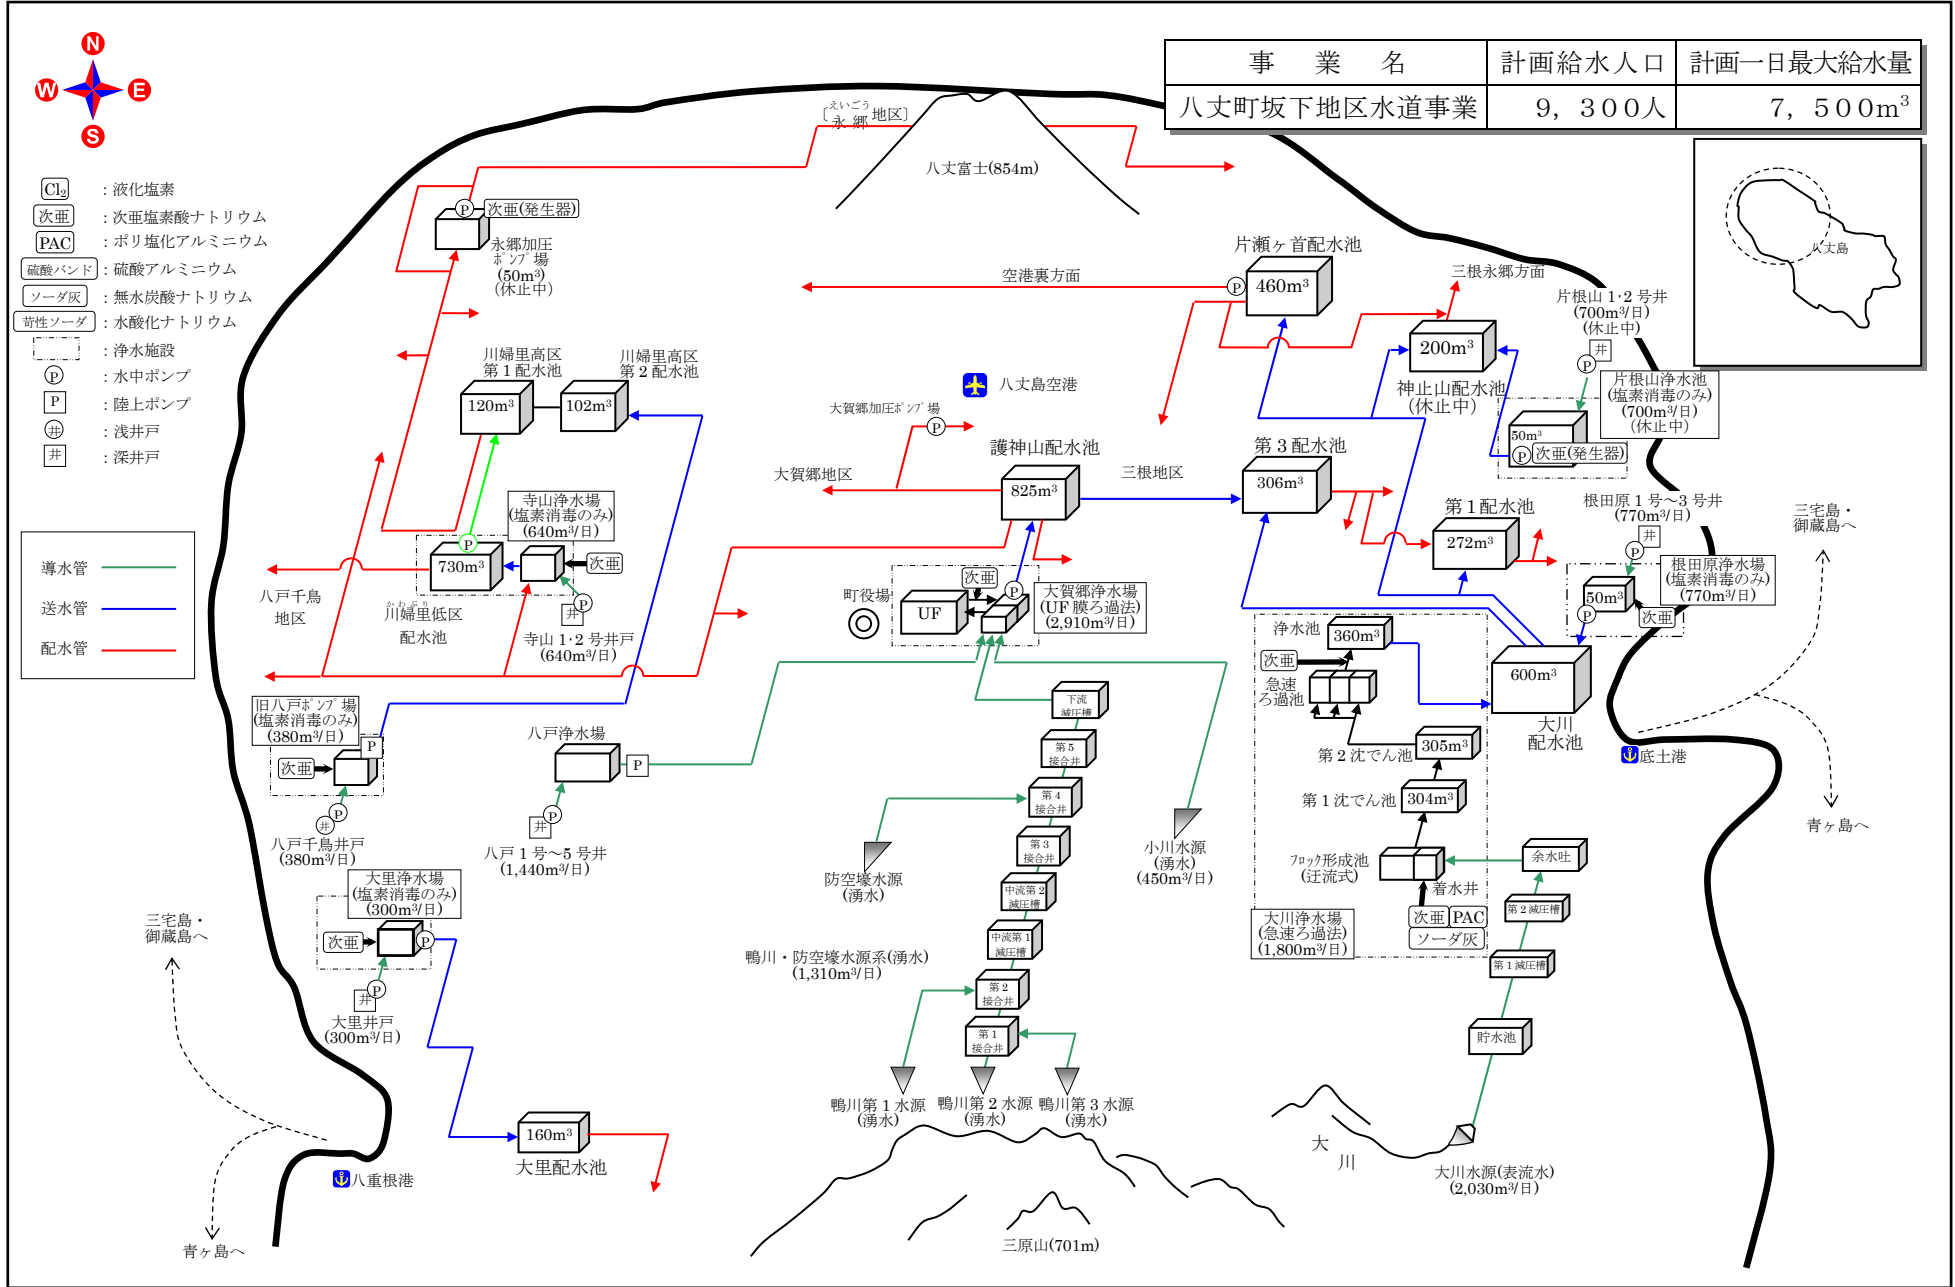 N
W
E
S
事　業　名
計画給水人口
計画一日最大給水量
八丈町坂下地区水道事業
9，300人
7，500m³
八丈島
Cl₂
：液化塩素
次亜
：次亜塩素酸ナトリウム
PAC
：ポリ塩化アルミニウム
硫酸バンド
：硫酸アルミニウム
ソーダ灰
：無水炭酸ナトリウム
苛性ソーダ
：水酸化ナトリウム
：浄水施設
P
：水中ポンプ
P
：陸上ポンプ
井
：浅井戸
井
：深井戸
導水管
送水管
配水管
えいごう
〔永郷地区〕
八丈富士(854m)
P
次亜(発生器)
永郷加圧
ﾎﾟﾝﾌﾟ場
(50m³)
(休止中)
川婦里高区
第1配水池
120m³
川婦里高区
第2配水池
102m³
寺山浄水場
(塩素消毒のみ)
(640m³/日)
P
730m³
次亜
井
P
八戸千鳥
地区
かわぶり
川婦里低区
配水池
寺山1･2号井戸
(640m³/日)
旧八戸ﾎﾟﾝﾌﾟ場
(塩素消毒のみ)
(380m³/日)
P
次亜
井
P
八戸千鳥井戸
(380m³/日)
八戸浄水場
P
井
P
八戸1号～5号井
(1,440m³/日)
大里浄水場
(塩素消毒のみ)
(300m³/日)
次亜
P
井
P
大里井戸
(300m³/日)
160m³
大里配水池
三宅島・
御蔵島へ
八重根港
青ヶ島へ
空港裏方面
片瀬ヶ首配水池
P
460m³
三根永郷方面
200m³
神止山配水池
(休止中)
片根山1･2号井
(700m³/日)
(休止中)
井
P
片根山浄水池
(塩素消毒のみ)
(700m³/日)
(休止中)
50m³
P
次亜(発生器)
八丈島空港
大賀郷加圧ﾎﾟﾝﾌﾟ場
P
大賀郷地区
護神山配水池
825m³
三根地区
第3配水池
306m³
第1配水池
272m³
根田原1号～3号井
(770m³/日)
井
P
根田原浄水場
(塩素消毒のみ)
(770m³/日)
50m³
P
次亜
三宅島・
御蔵島へ
町役場
UF
次亜
P
大賀郷浄水場
(UF膜ろ過法)
(2,910m³/日)
浄水池
360m³
次亜
急速
ろ過池
600m³
大川
配水池
第2沈でん池
305m³
第1沈でん池
304m³
ﾌﾛｯｸ形成池
(迂流式)
着水井
次亜
PAC
ソーダ灰
大川浄水場
(急速ろ過法)
(1,800m³/日)
余水吐
第2減圧槽
第1減圧槽
貯水池
大
川
大川水源(表流水)
(2,030m³/日)
底土港
青ヶ島へ
下流
減圧槽
第5
接合井
第4
接合井
第3
接合井
中流第2
減圧槽
中流第1
減圧槽
第2
接合井
第1
接合井
防空壕水源
(湧水)
小川水源
(湧水)
(450m³/日)
鴨川・防空壕水源系(湧水)
(1,310m³/日)
鴨川第1水源
(湧水)
鴨川第2水源
(湧水)
鴨川第3水源
(湧水)
三原山(701m)